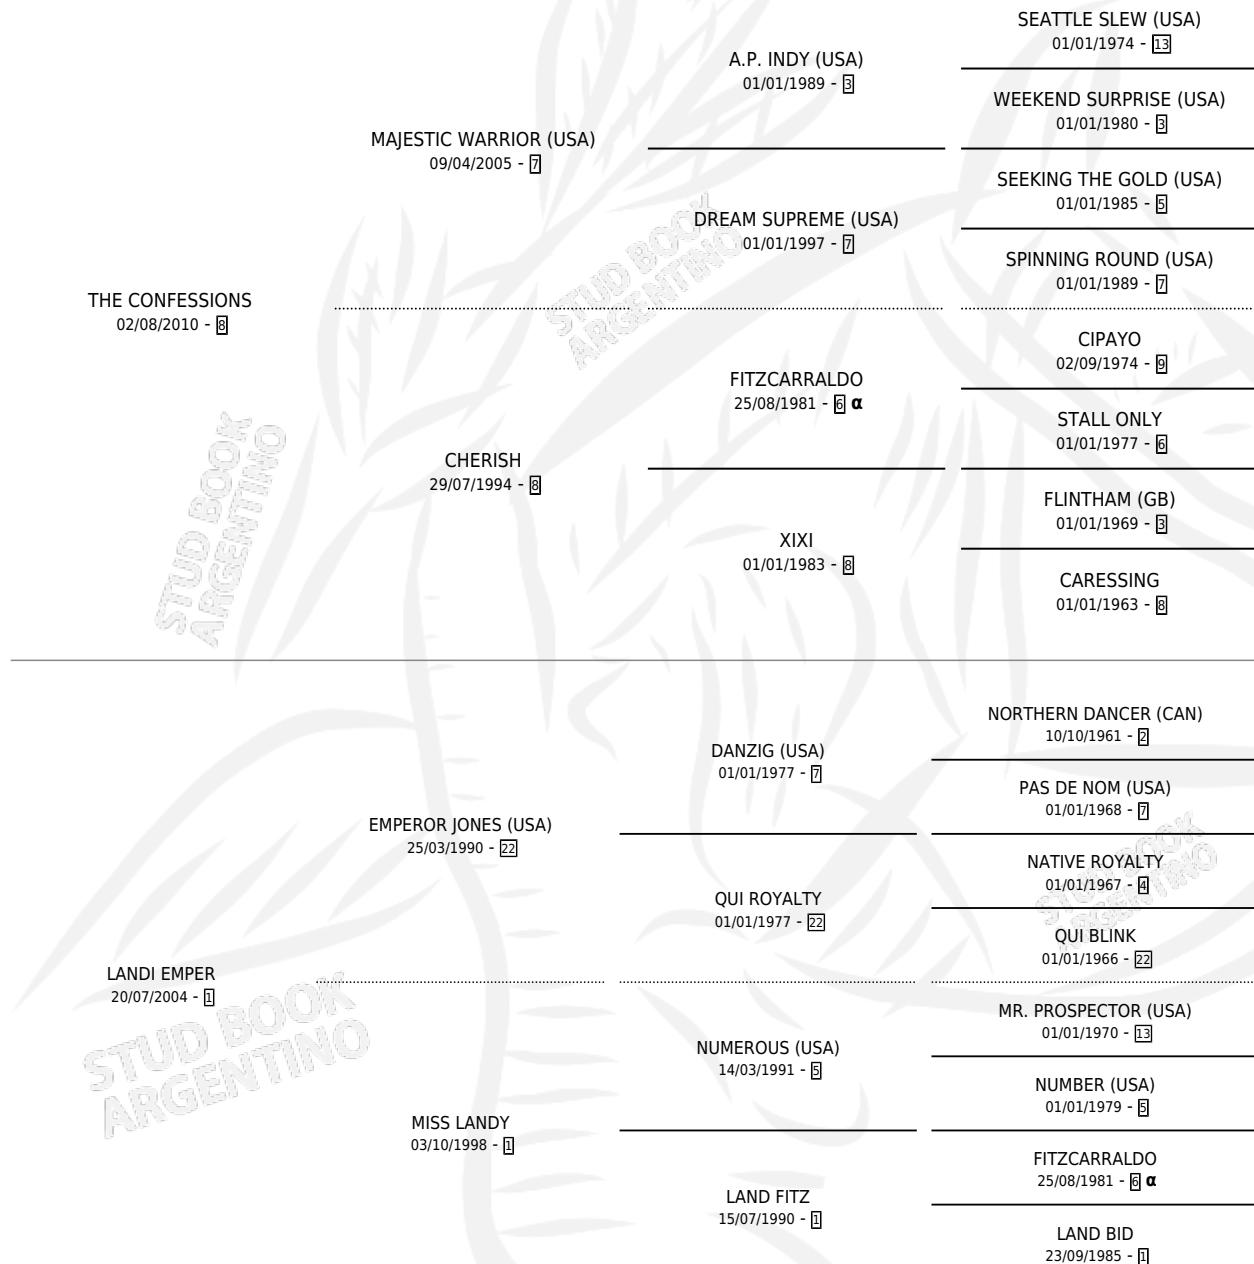 SEATTLE SLEW (USA)
01/01/1974 - 13
A.P. INDY (USA)
01/01/1989 - 3
WEEKEND SURPRISE (USA)
01/01/1980 - 3
MAJESTIC WARRIOR (USA)
09/04/2005 - 7
SEEKING THE GOLD (USA)
01/01/1985 - 5
DREAM SUPREME (USA)
01/01/1997 - 7
SPINNING ROUND (USA)
01/01/1989 - 7
THE CONFESSIONS
02/08/2010 - 8
CIPAYO
02/09/1974 - 9
FITZCARRALDO
25/08/1981 - 6 α
STALL ONLY
01/01/1977 - 6
CHERISH
29/07/1994 - 8
FLINTHAM (GB)
01/01/1969 - 3
XIXI
01/01/1983 - 8
CARESSING
01/01/1963 - 8
STUD BOOK
ARGENTINO
STUD BOOK
ARGENTINO
NORTHERN DANCER (CAN)
10/10/1961 - 2
DANZIG (USA)
01/01/1977 - 7
PAS DE NOM (USA)
01/01/1968 - 7
EMPEROR JONES (USA)
25/03/1990 - 22
NATIVE ROYALTY
01/01/1967 - 4
QUI ROYALTY
01/01/1977 - 22
QUI BLINK
01/01/1966 - 22
LANDI EMPER
20/07/2004 - 1
MR. PROSPECTOR (USA)
01/01/1970 - 13
NUMEROUS (USA)
14/03/1991 - 5
NUMBER (USA)
01/01/1979 - 5
MISS LANDY
03/10/1998 - 1
FITZCARRALDO
25/08/1981 - 6 α
LAND FITZ
15/07/1990 - 1
LAND BID
23/09/1985 - 1
STUD BOOK
ARGENTINO
STUD BOOK
ARGENTINO